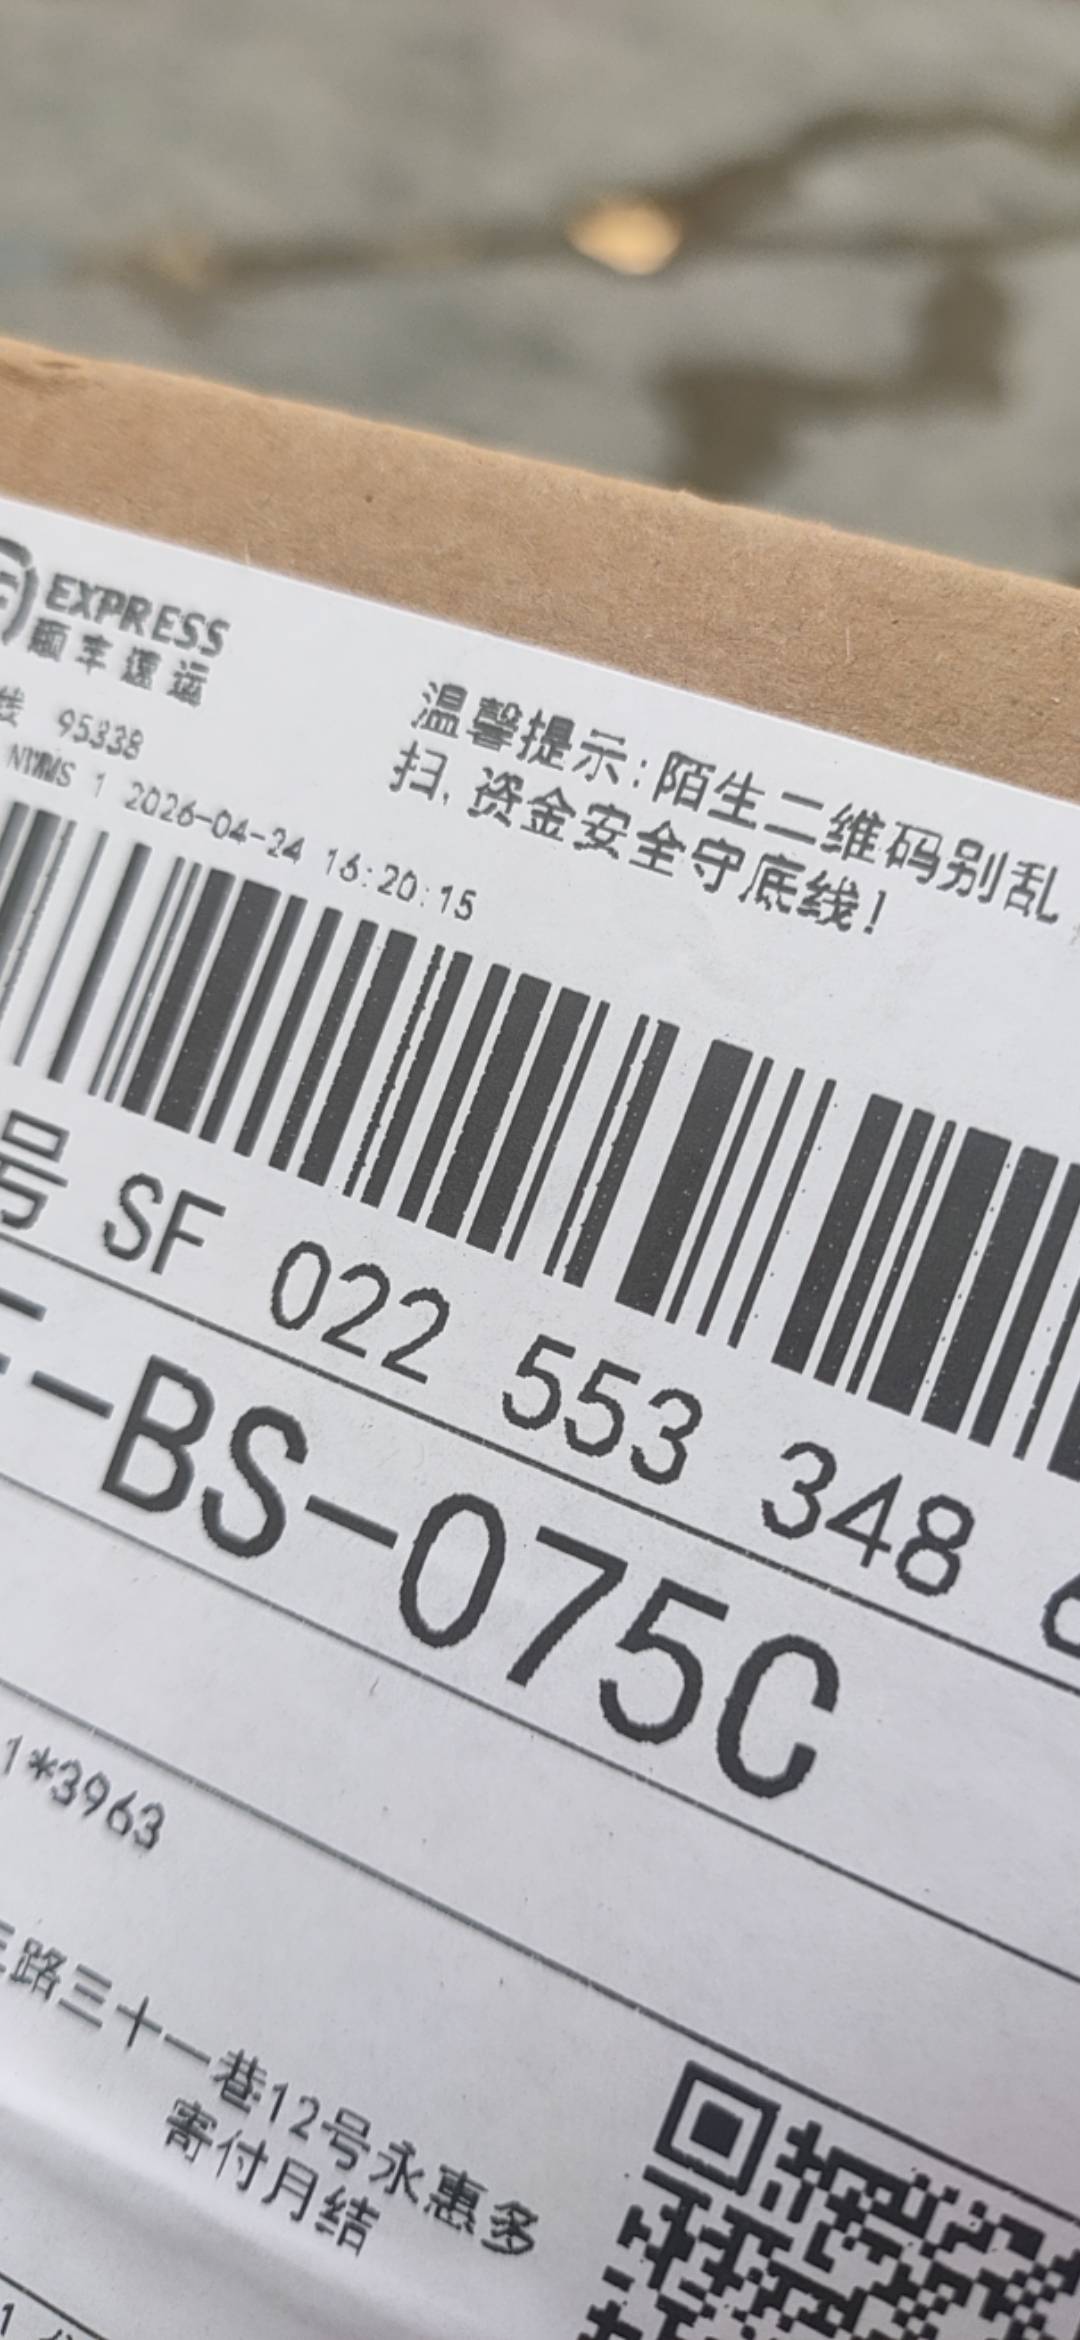 EXPRESS
顺丰速运
线 95338
温馨提示:陌生二维码别乱
扫,资金安全守底线!
1 2026-04-24 16:20:15
号 SF 022 553 348
-BS-075C
1*3963
路三十一巷12号永惠多
寄付月结
1